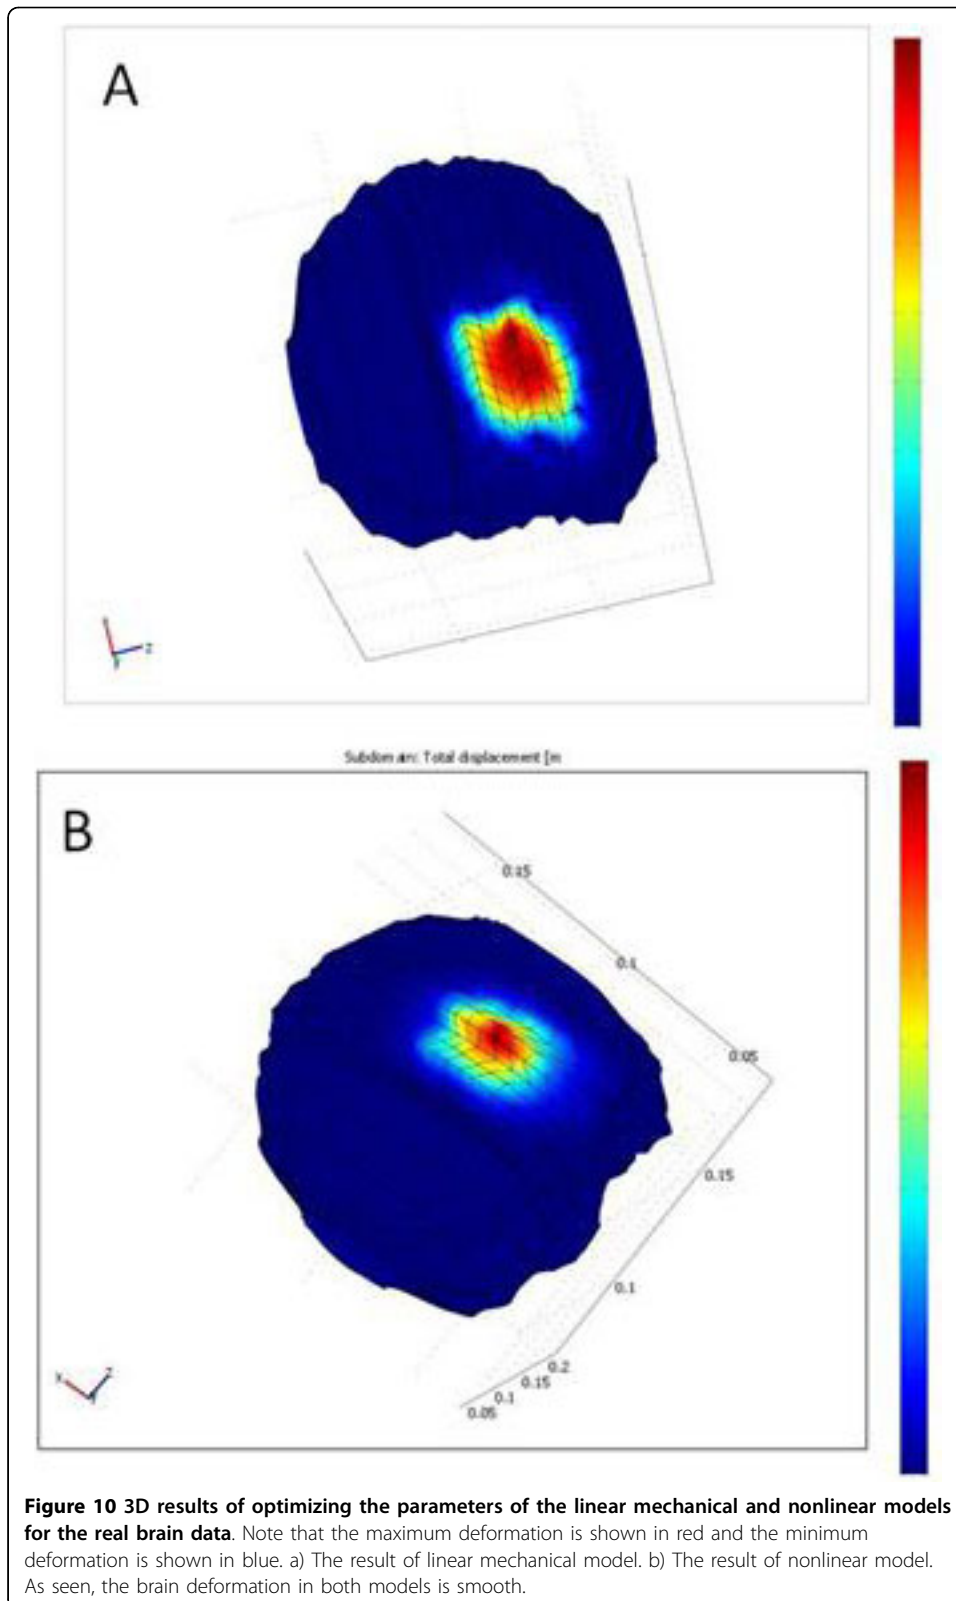 A
z
Subdomain: Total displacement [m
B
0.15
0.1
0.05
0.15
0.1
0.2
0.15
0.1
0.05
x
z
y
Figure 10 3D results of optimizing the parameters of the linear mechanical and nonlinear models
for the real brain data. Note that the maximum deformation is shown in red and the minimum
deformation is shown in blue. a) The result of linear mechanical model. b) The result of nonlinear model.
As seen, the brain deformation in both models is smooth.